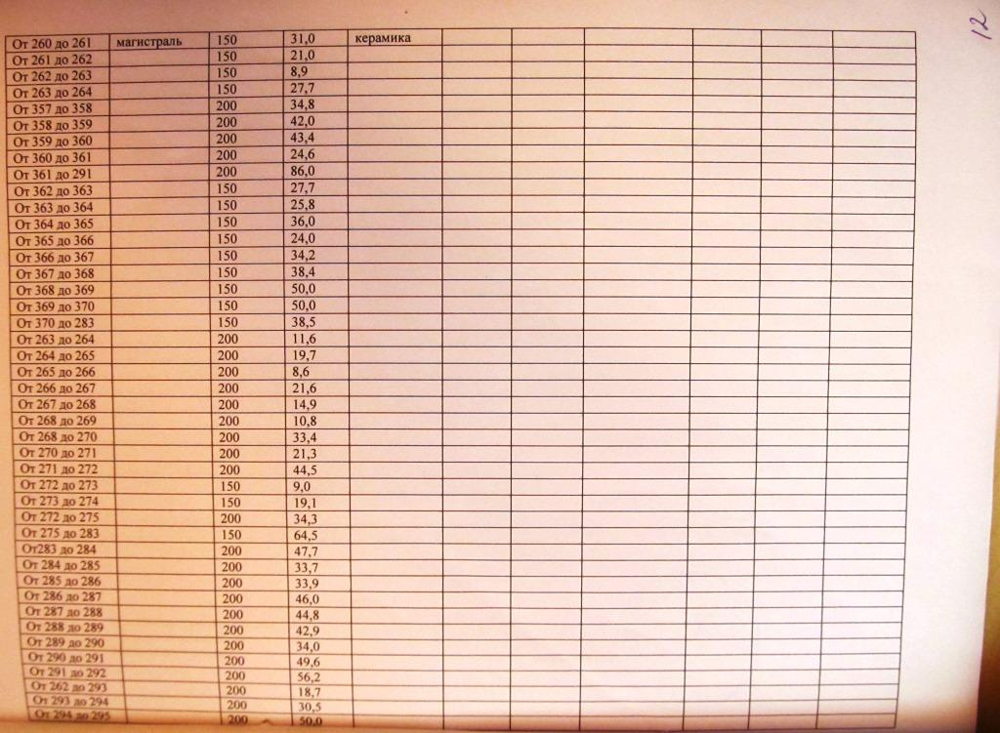 12
От 260 до 261 магистраль 150 31,0 керамика
От 261 до 262 150 21,0
От 262 до 263 150 8,9
От 263 до 264 150 27,7
От 357 до 358 200 34,8
От 358 до 359 200 42,0
От 359 до 360 200 43,4
От 360 до 361 200 24,6
От 361 до 291 200 86,0
От 362 до 363 150 27,7
От 363 до 364 150 25,8
От 364 до 365 150 36,0
От 365 до 366 150 24,0
От 366 до 367 150 34,2
От 367 до 368 150 38,4
От 368 до 369 150 50,0
От 369 до 370 150 50,0
От 370 до 283 150 38,5
От 263 до 264 200 11,6
От 264 до 265 200 19,7
От 265 до 266 200 8,6
От 266 до 267 200 21,6
От 267 до 268 200 14,9
От 268 до 269 200 10,8
От 268 до 270 200 33,4
От 270 до 271 200 21,3
От 271 до 272 200 44,5
От 272 до 273 150 9,0
От 273 до 274 150 19,1
От 272 до 275 200 34,3
От 275 до 283 150 64,5
От283 до 284 200 47,7
От 284 до 285 200 33,7
От 285 до 286 200 33,9
От 286 до 287 200 46,0
От 287 до 288 200 44,8
От 288 до 289 200 42,9
От 289 до 290 200 34,0
От 290 до 291 200 49,6
От 291 до 292 200 56,2
От 262 до 293 200 18,7
От 293 до 294 200 30,5
От 294 до 295 200 50,0